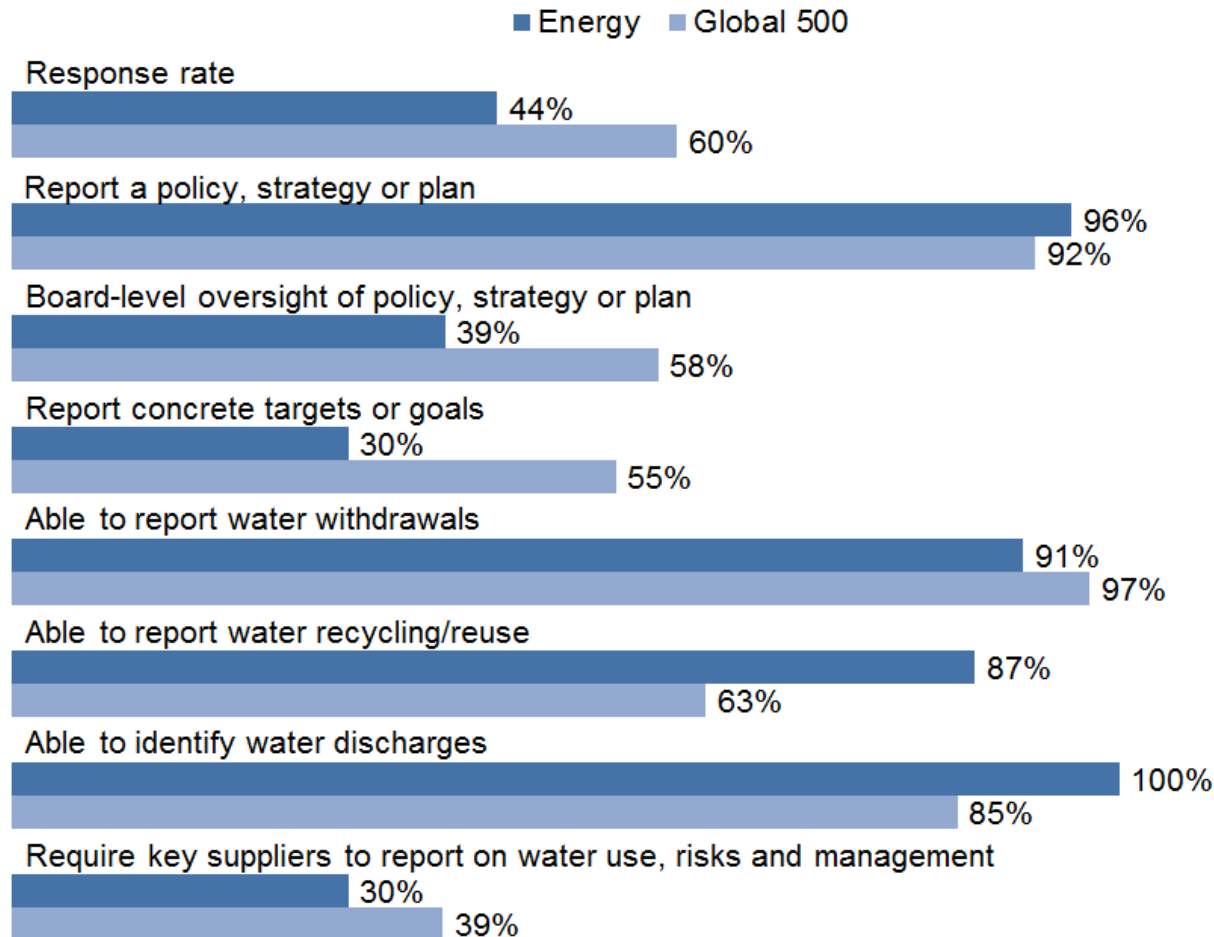 Energy Global 500
Response rate
44%
60%
Report a policy, strategy or plan
96%
92%
Board-level oversight of policy, strategy or plan
39%
58%
Report concrete targets or goals
30%
55%
Able to report water withdrawals
91%
97%
Able to report water recycling/reuse
87%
63%
Able to identify water discharges
100%
85%
Require key suppliers to report on water use, risks and management
30%
39%